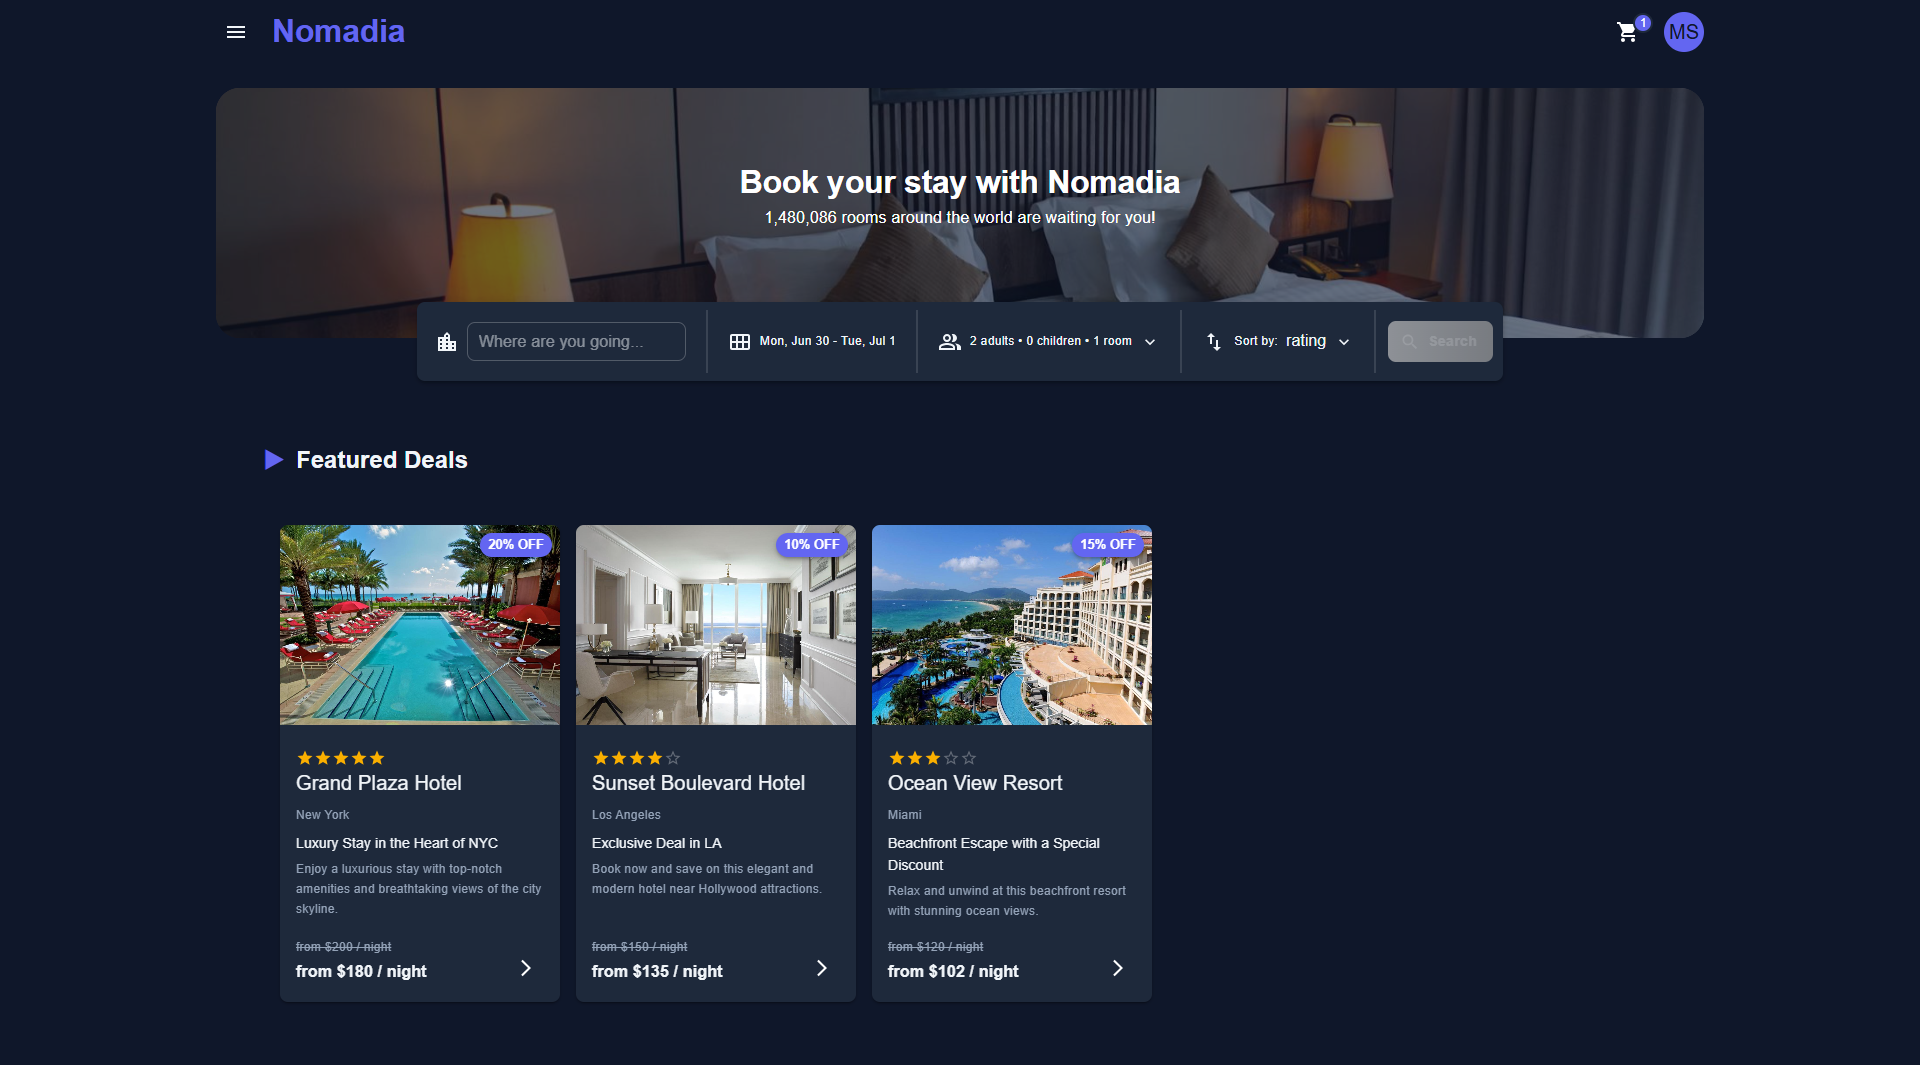 Nomadia
1
MS
Book your stay with Nomadia
1,480,086 rooms around the world are waiting for you!
Where are you going...
Mon, Jun 30 - Tue, Jul 1
2 adults • 0 children • 1 room
Sort by: rating
Search
Featured Deals
20% OFF
Grand Plaza Hotel
New York
Luxury Stay in the Heart of NYC
Enjoy a luxurious stay with top-notch
amenities and breathtaking views of the city
skyline.
from $200 / night
from $180 / night
10% OFF
Sunset Boulevard Hotel
Los Angeles
Exclusive Deal in LA
Book now and save on this elegant and
modern hotel near Hollywood attractions.
from $150 / night
from $135 / night
15% OFF
Ocean View Resort
Miami
Beachfront Escape with a Special
Discount
Relax and unwind at this beachfront resort
with stunning ocean views.
from $120 / night
from $102 / night